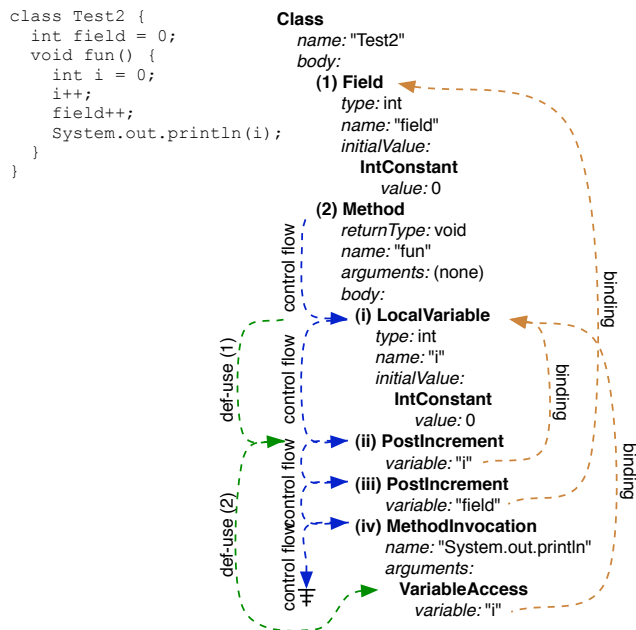 class Test2 {
int field = 0;
void fun() {
int i = 0;
i++;
field++;
System.out.println(i);
}
}
Class
name: "Test2"
body:
(1) Field
type: int
name: "field"
initialValue:
IntConstant
value: 0
(2) Method
returnType: void
name: "fun"
arguments: (none)
body:
(i) LocalVariable
type: int
name: "i"
initialValue:
IntConstant
value: 0
(ii) PostIncrement
variable: "i"
(iii) PostIncrement
variable: "field"
(iv) MethodInvocation
name: "System.out.println"
arguments:
VariableAccess
variable: "i"
control flow
control flow
control flow
control flow
def-use (1)
def-use (2)
binding
binding
binding